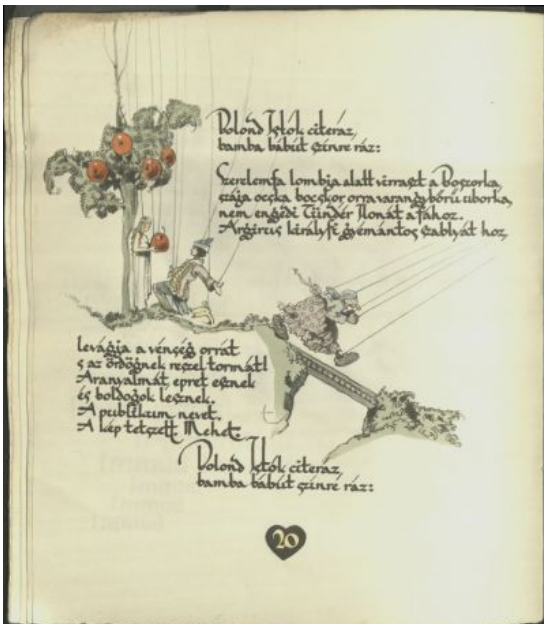 Bolond Istók citeráz,
bamba bábút színre ráz:
Szerelemfa lombja alatt virraszt a Boszorka,
szája ocska bocskor orra varangybőrű uborka,
nem engedi Tündér Ilonát a fához.
Argirus királyfi gyémántos szablyát hoz,
levágja a vénség orrát
s az ördögnek reszel tormát!
Aranyalmát, epret esznek
és boldogok lesznek.
A publikum nevet.
A kép tetszett. Mehet.
Bolond Istók citeráz,
bamba bábút színre ráz:
20